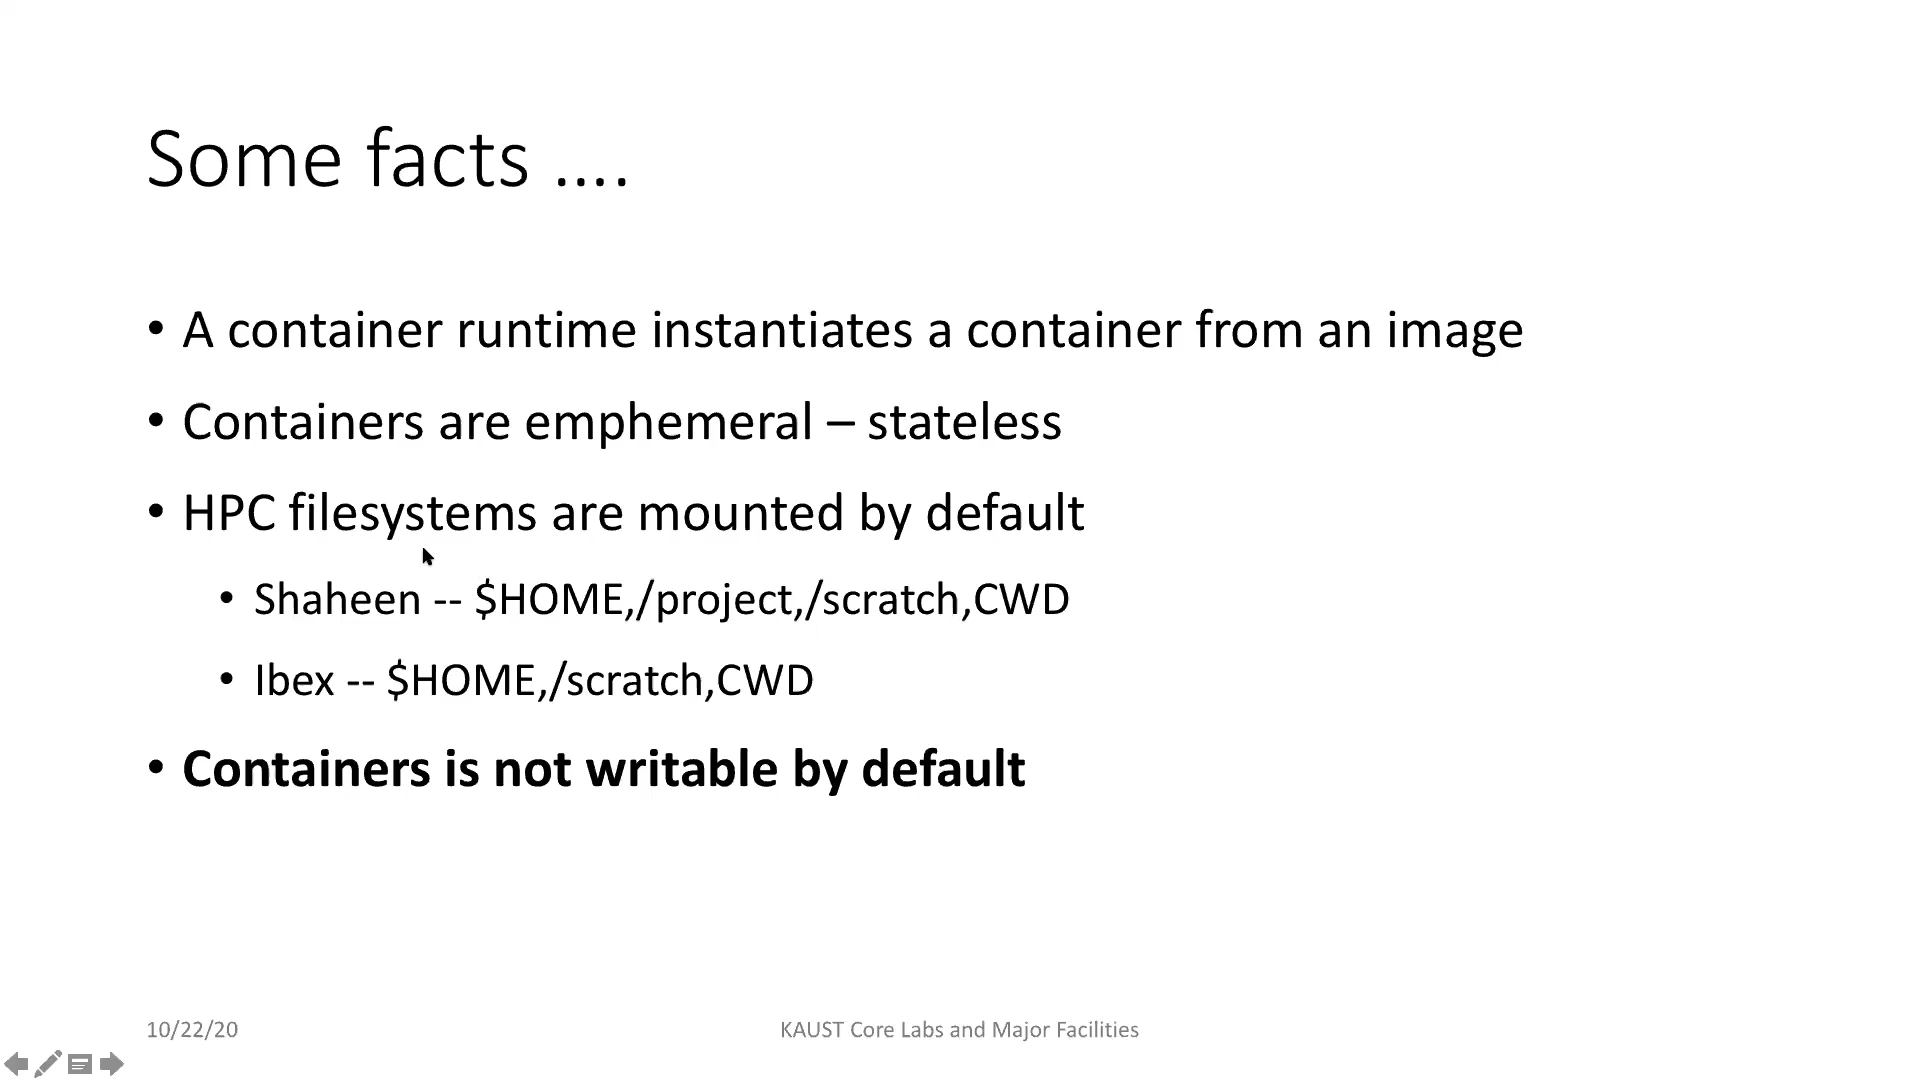 Some facts ....
• A container runtime instantiates a container from an image
• Containers are emphemeral – stateless
• HPC filesystems are mounted by default
• Shaheen -- $HOME,/project,/scratch,CWD
• Ibex -- $HOME,/scratch,CWD
• Containers is not writable by default
10/22/20
KAUST Core Labs and Major Facilities